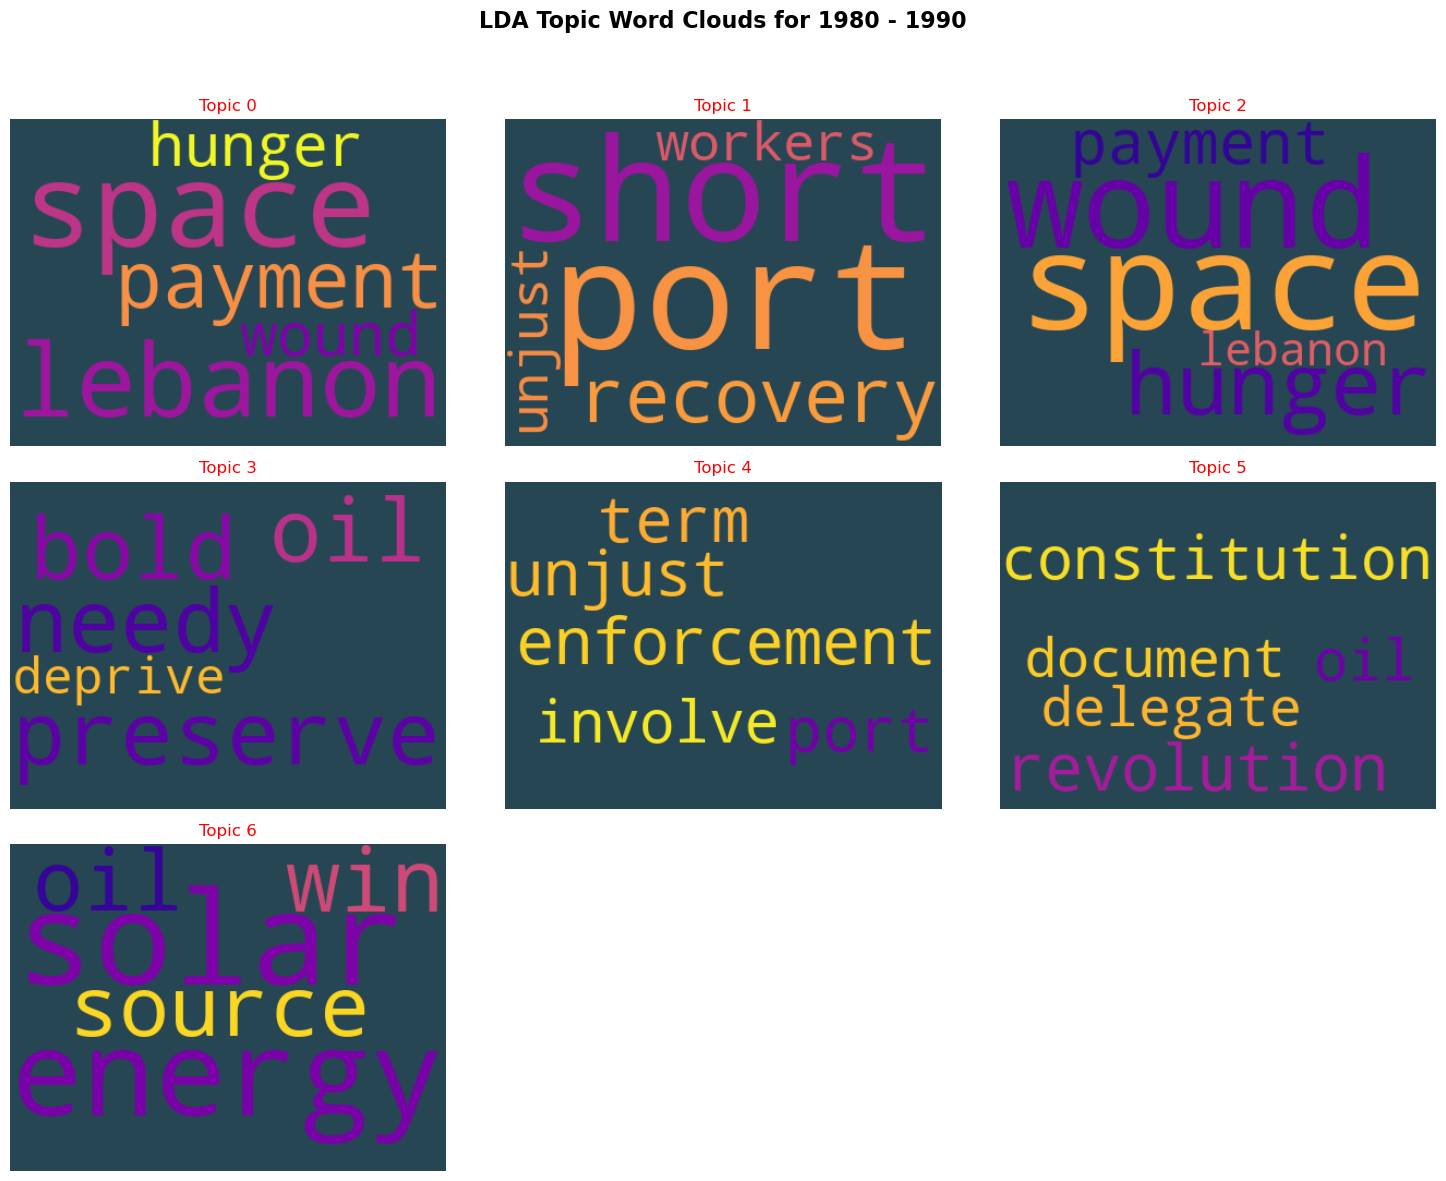 LDA Topic Word Clouds for 1980 - 1990
Topic 0
hunger
space
payment
wound
lebanon
Topic 1
workers
short
port
unjust
recovery
Topic 2
payment
wound
space
lebanon
hunger
Topic 3
oil
bold
needy
deprive
preserve
Topic 4
term
unjust
enforcement
involve
port
Topic 5
constitution
document
oil
delegate
revolution
Topic 6
oil
win
solar
source
energy